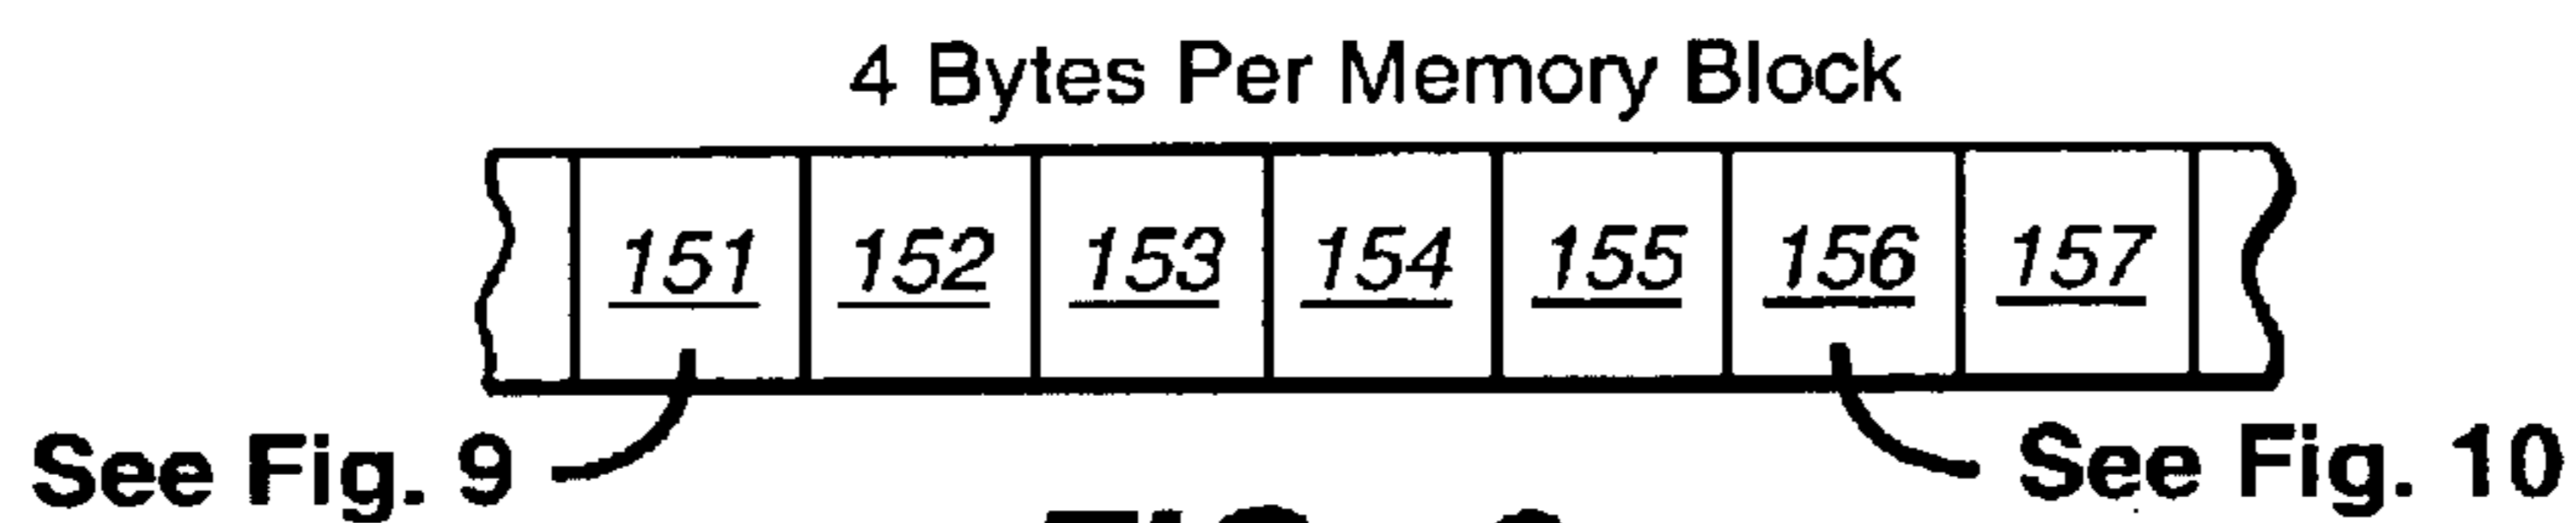 4 Bytes Per Memory Block
151 152 153 154 155 156 157
See Fig. 9 See Fig. 10